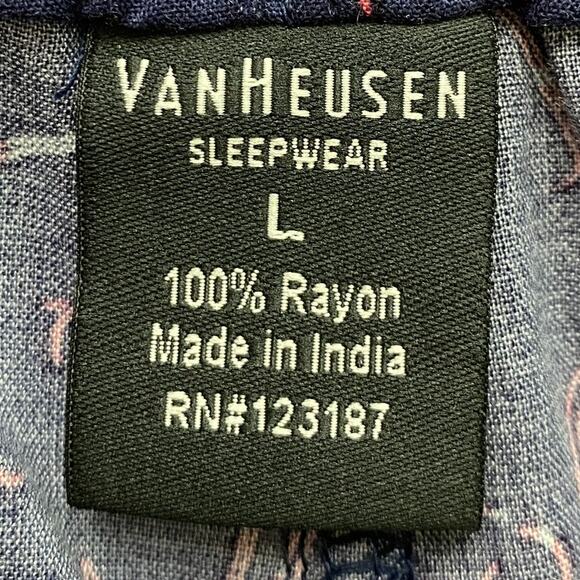 VANHEUSEN
SLEEPWEAR
L
100% Rayon
Made in India
RN#123187